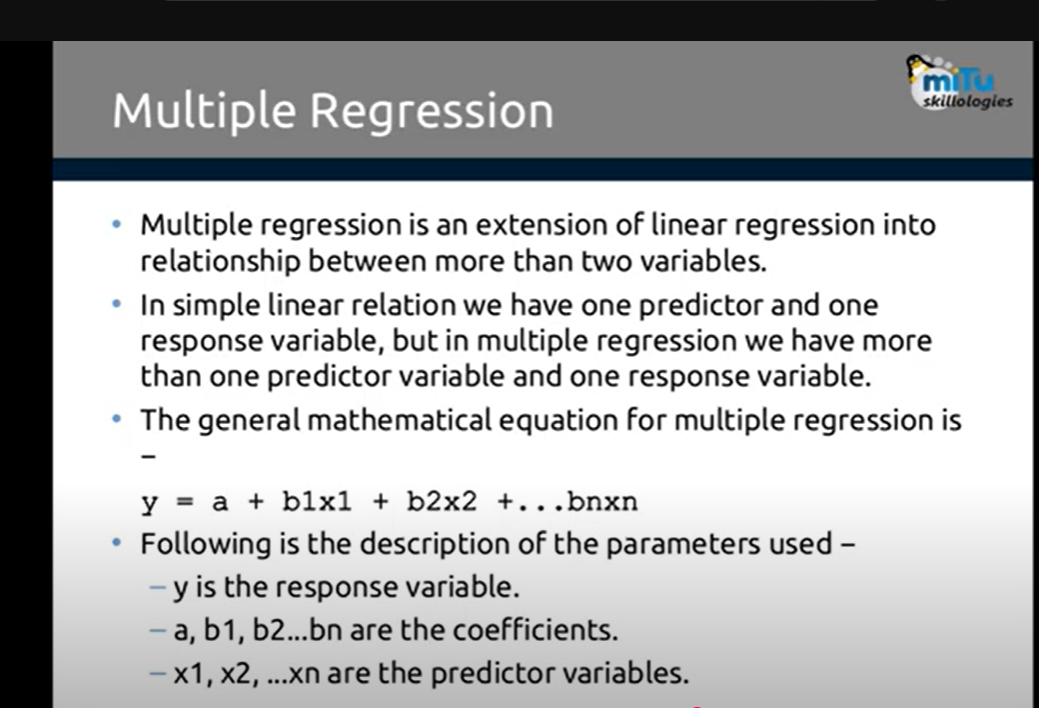 miTu
skillologies
Multiple Regression
• Multiple regression is an extension of linear regression into
relationship between more than two variables.
• In simple linear relation we have one predictor and one
response variable, but in multiple regression we have more
than one predictor variable and one response variable.
• The general mathematical equation for multiple regression is
–
y = a + b1x1 + b2x2 +...bnxn
• Following is the description of the parameters used –
– y is the response variable.
– a, b1, b2...bn are the coefficients.
– x1, x2, ...xn are the predictor variables.